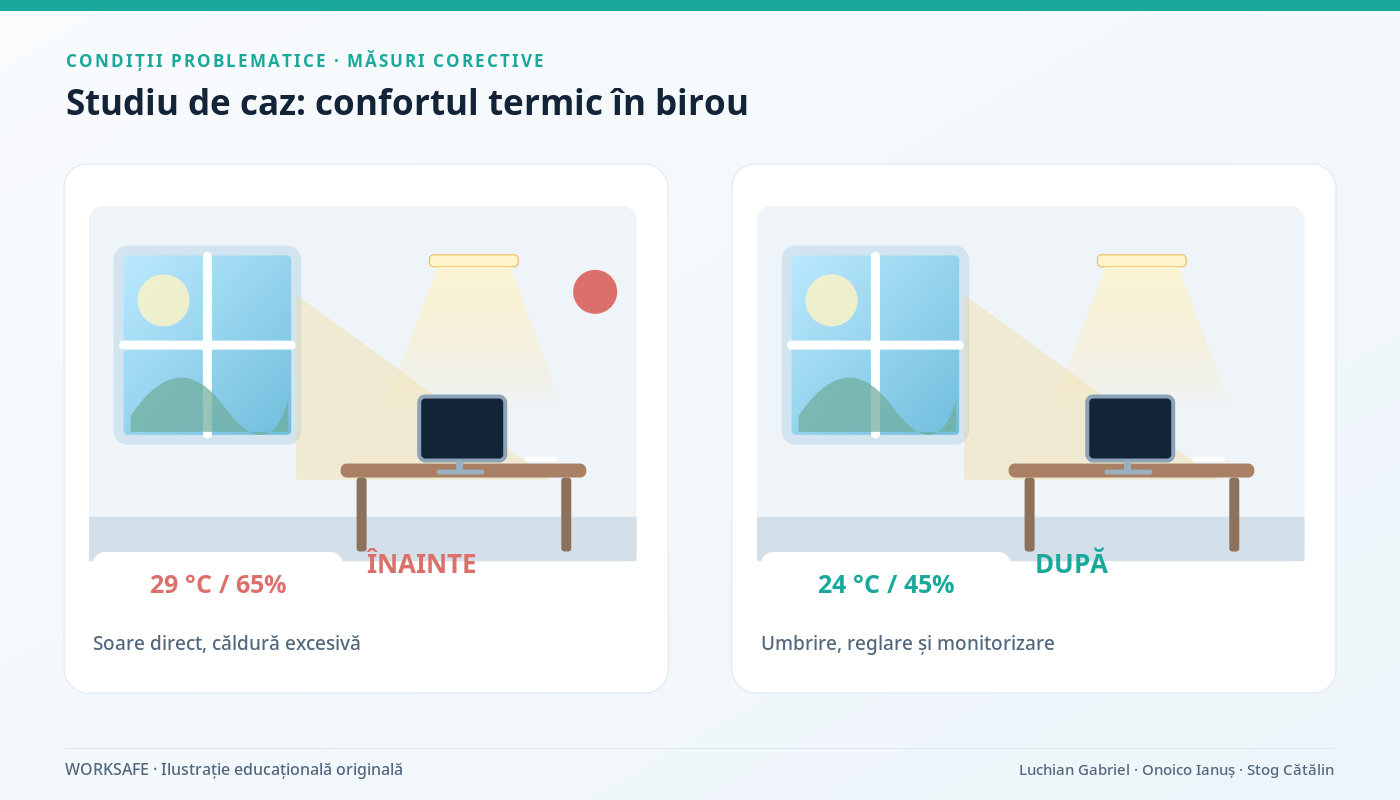 CONDIȚII PROBLEMATICE · MĂSURI CORECTIVE
Studiu de caz: confortul termic în birou
ÎNAINTE
29 °C / 65%
Soare direct, căldură excesivă
DUPĂ
24 °C / 45%
Umbrire, reglare și monitorizare
WORKSAFE · Ilustrație educațională originală
Luchian Gabriel · Onoico Ianuș · Stog Cătălin